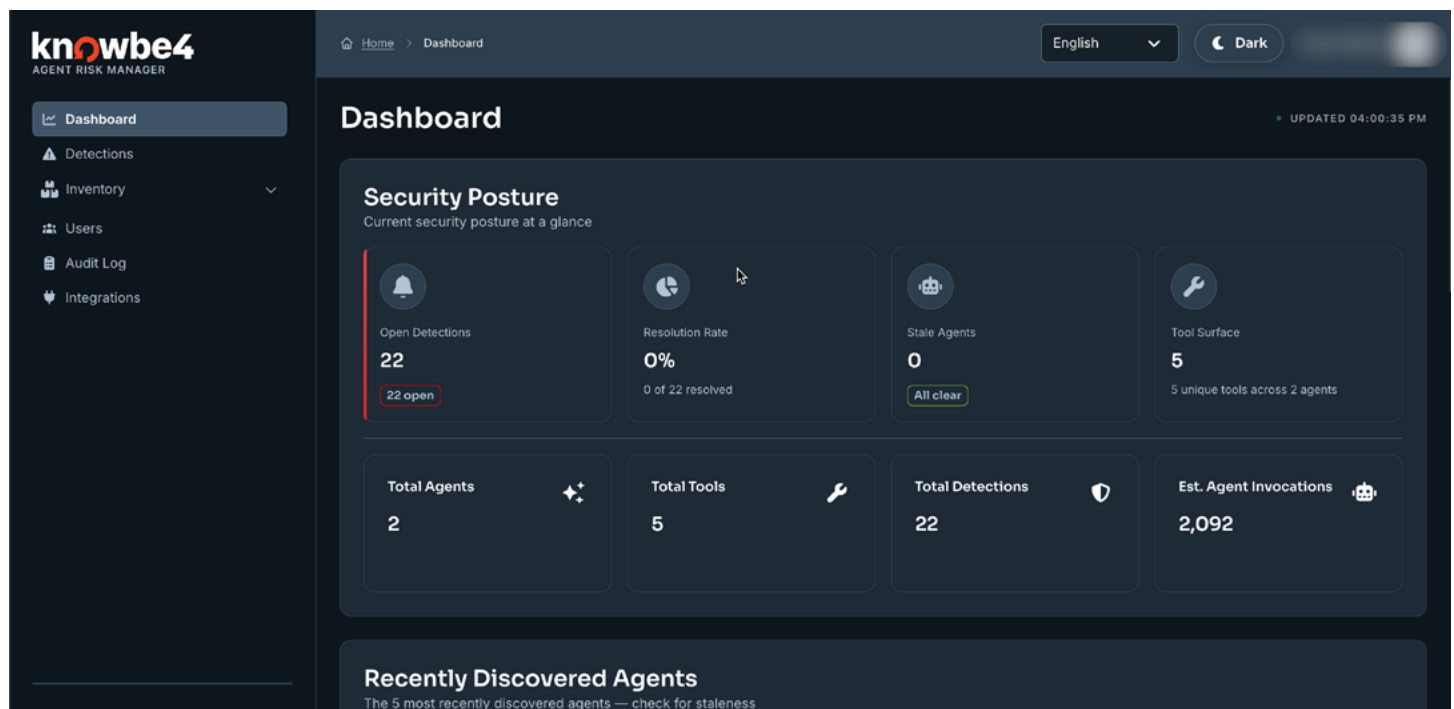 knowbe4
AGENT RISK MANAGER
Dashboard
Detections
Inventory
Users
Audit Log
Integrations
Home > Dashboard
English
Dark
Dashboard
UPDATED 04:00:35 PM
Security Posture
Current security posture at a glance
Open Detections
22
22 open
Resolution Rate
0%
0 of 22 resolved
Stale Agents
0
All clear
Tool Surface
5
5 unique tools across 2 agents
Total Agents
2
Total Tools
5
Total Detections
22
Est. Agent Invocations
2,092
Recently Discovered Agents
The 5 most recently discovered agents — check for staleness